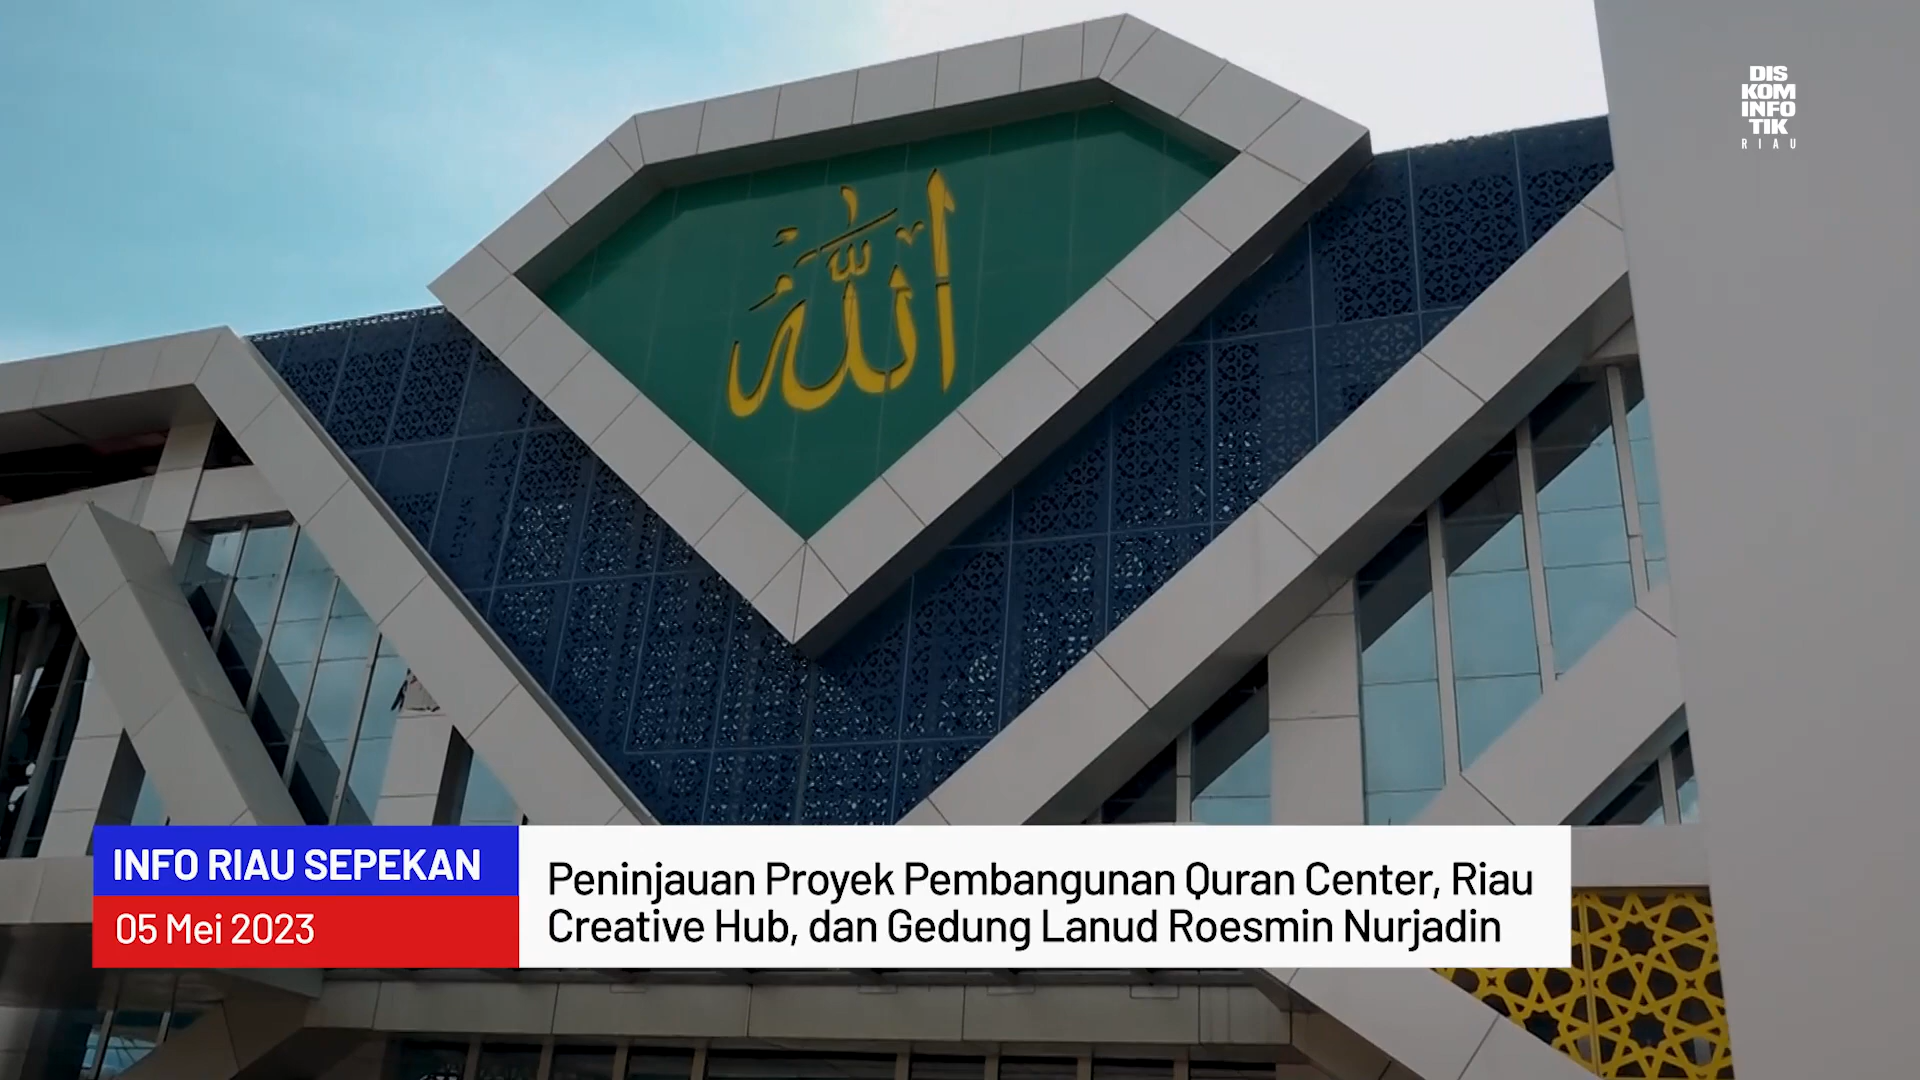 DIS
KOM
INFO
TIK
RIAU
الله
INFO RIAU SEPEKAN
05 Mei 2023
Peninjauan Proyek Pembangunan Quran Center, Riau
Creative Hub, dan Gedung Lanud Roesmin Nurjadin